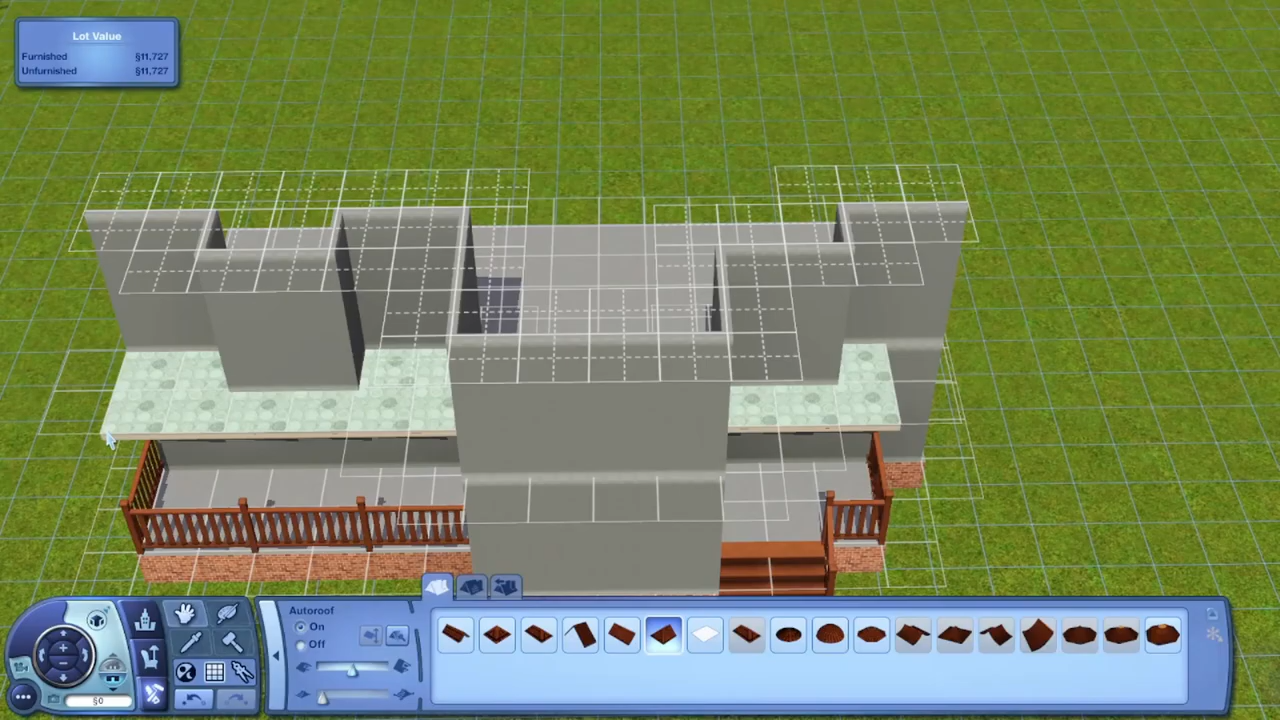 Lot Value
Furnished §11,727
Unfurnished §11,727
Autoroof
On
Off
§0